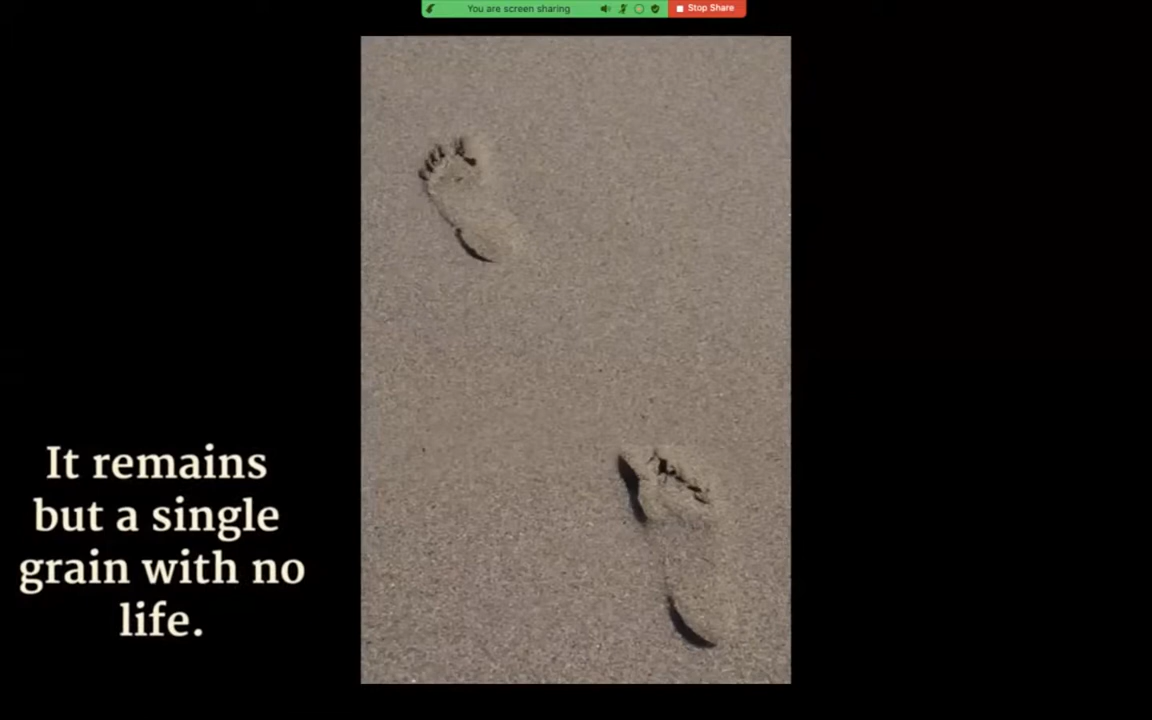 You are screen sharing
Stop Share
It remains
but a single
grain with no
life.